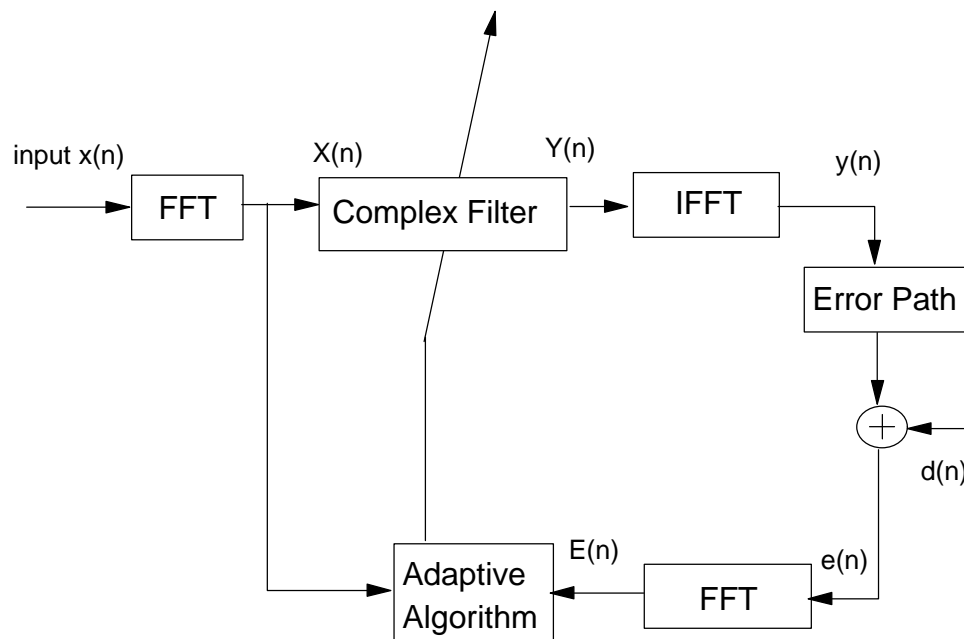 input x(n)
X(n)
Y(n)
y(n)
FFT
Complex Filter
IFFT
Error Path
+
d(n)
E(n)
e(n)
Adaptive
Algorithm
FFT